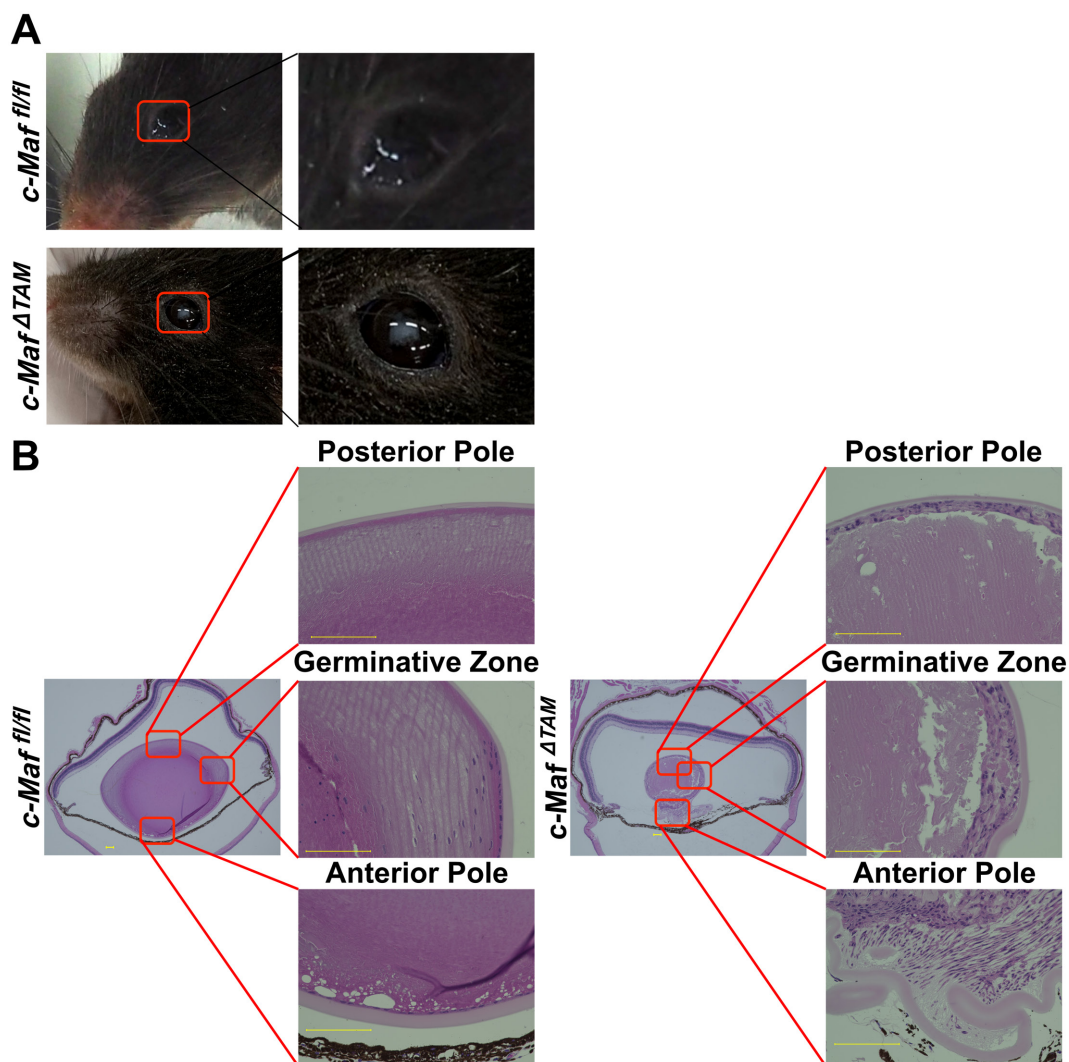 A
c-Maf fl/fl
c-Maf ΔTAM
B
Posterior Pole
Posterior Pole
Germinative Zone
Germinative Zone
c-Maf fl/fl
c-Maf ΔTAM
Anterior Pole
Anterior Pole